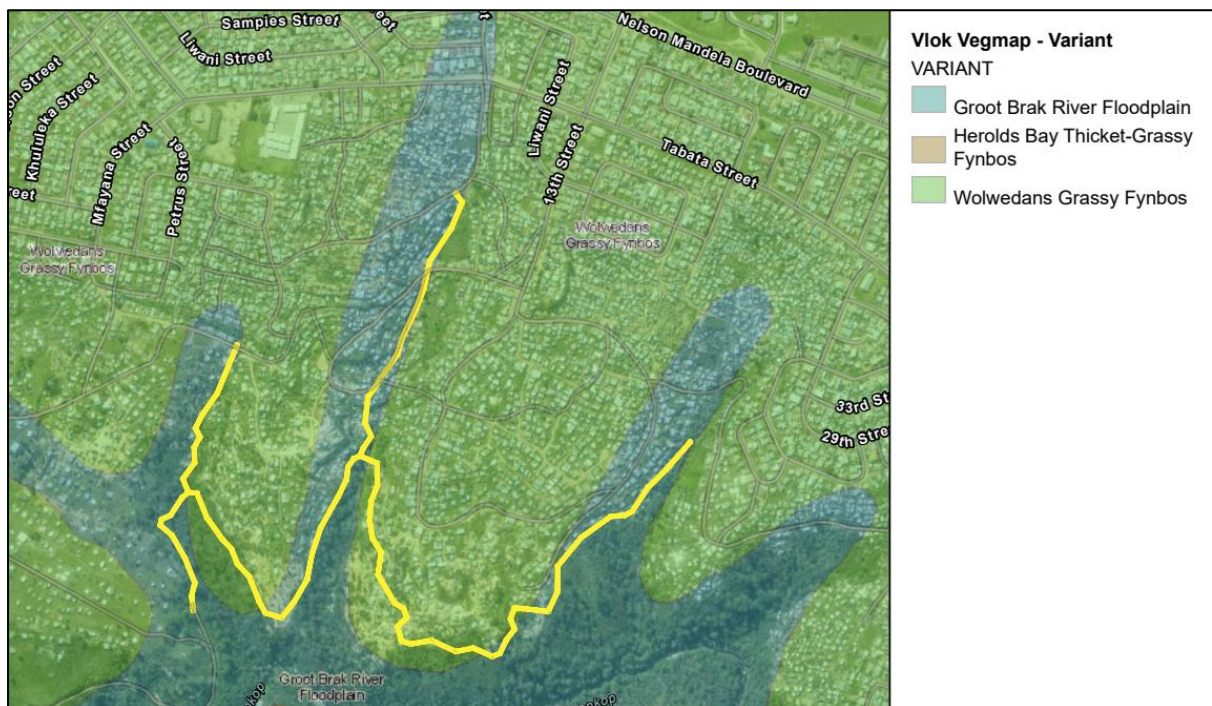 Sampies Street
Liwani Street
Nelson Mandela Boulevard
Khululeka Street
Mfayana Street
Petrus Street
Liwani Street
13th Street
Tabata Street
Street
Wolwedans
Grassy Fynbos
Wolwedans
Grassy Fynbos
33rd St
29th Stree
Groot Brak River
Floodplain
Vlok Vegmap - Variant
VARIANT
Groot Brak River Floodplain
Herolds Bay Thicket-Grassy
Fynbos
Wolwedans Grassy Fynbos